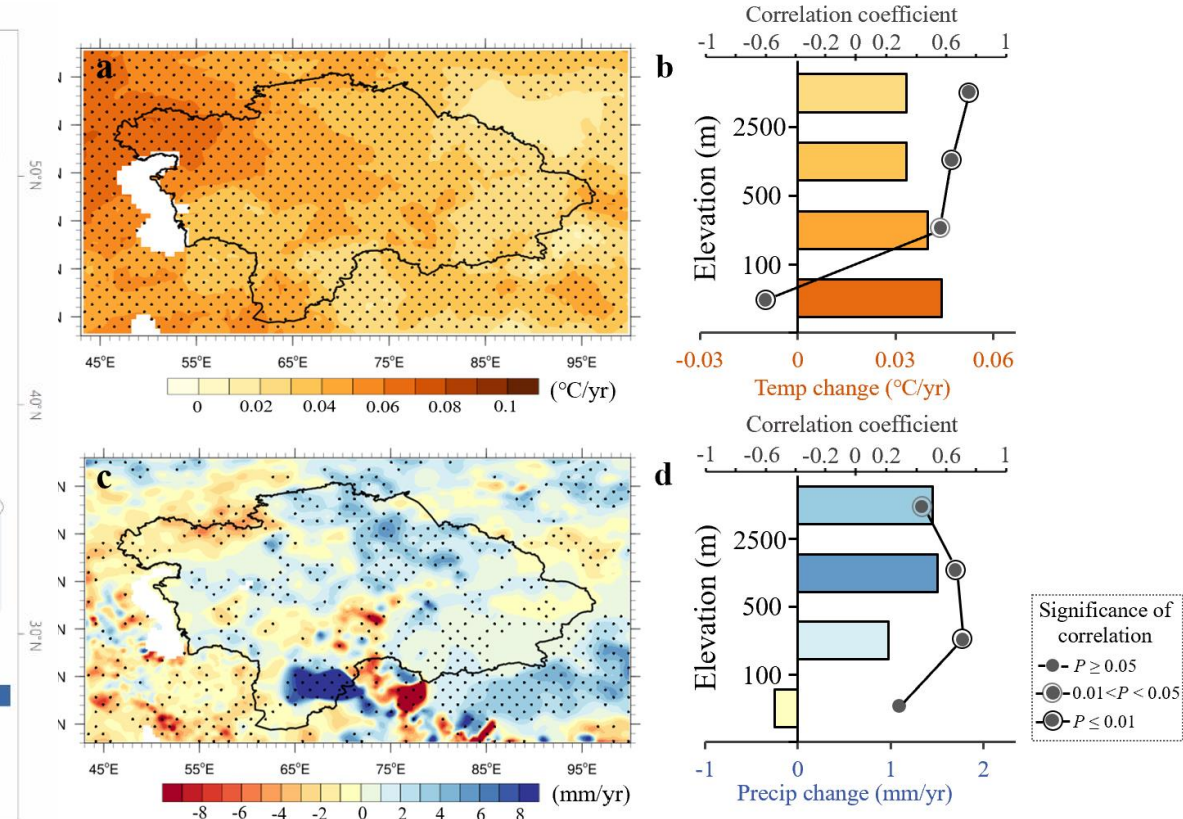 Correlation coefficient
-1 -0.6 -0.2 0 0.2 0.6 1
a
b
N
N
N
N
N
N
50°N
40°N
30°N
45°E 55°E 65°E 75°E 85°E 95°E
0 0.02 0.04 0.06 0.08 0.1
(°C/yr)
Elevation (m)
2500
500
100
-0.03 0 0.03 0.06
Temp change (°C/yr)
Correlation coefficient
-1 -0.6 -0.2 0 0.2 0.6 1
c
d
N
N
N
N
N
N
45°E 55°E 65°E 75°E 85°E 95°E
-8 -6 -4 -2 0 2 4 6 8
(mm/yr)
Elevation (m)
2500
500
100
-1 0 1 2
Precip change (mm/yr)
Significance of
correlation
P ≥ 0.05
0.01<P < 0.05
P ≤ 0.01